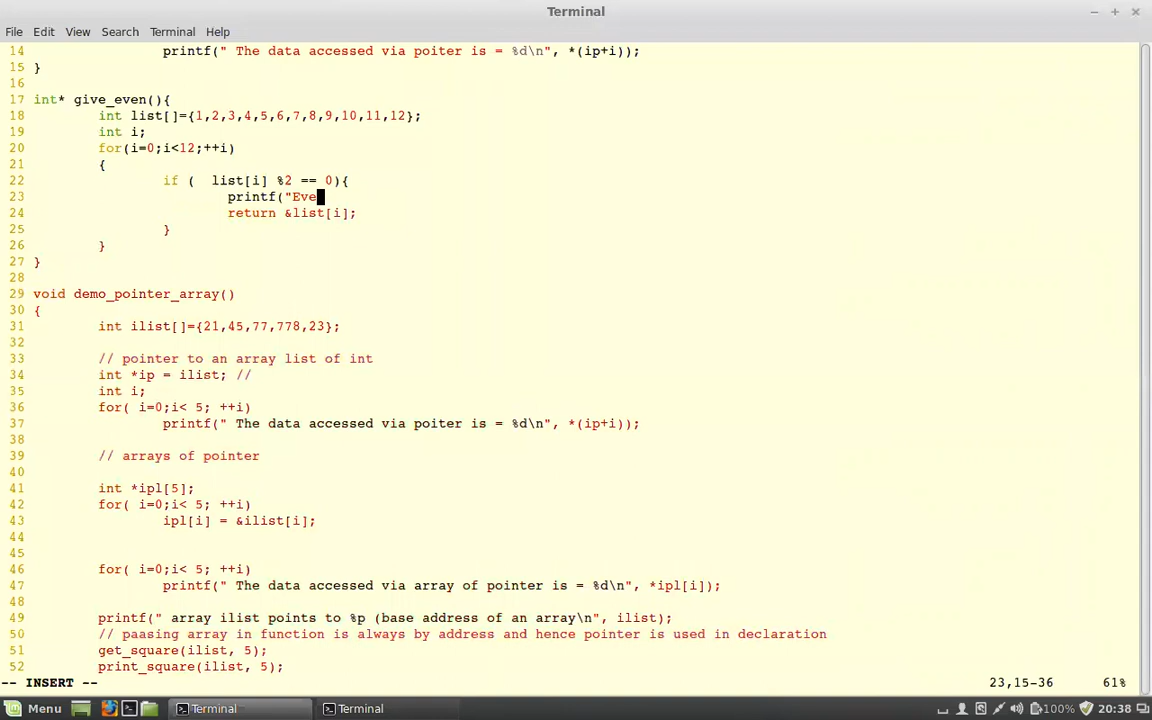 Terminal
File Edit View Search Terminal Help
14 printf(" The data accessed via poiter is = %d\n", *(ip+i));
15 }
16
17 int* give_even(){
18 int list[]={1,2,3,4,5,6,7,8,9,10,11,12};
19 int i;
20 for(i=0;i<12;++i)
21 {
22 if (  list[i] %2 == 0){
23 printf("Eve
24 return &list[i];
25 }
26 }
27 }
28
29 void demo_pointer_array()
30 {
31 int ilist[]={21,45,77,778,23};
32
33 // pointer to an array list of int
34 int *ip = ilist; //
35 int i;
36 for( i=0;i< 5; ++i)
37 printf(" The data accessed via poiter is = %d\n", *(ip+i));
38
39 // arrays of pointer
40
41 int *ipl[5];
42 for( i=0;i< 5; ++i)
43 ipl[i] = &ilist[i];
44
45
46 for( i=0;i< 5; ++i)
47 printf(" The data accessed via array of pointer is = %d\n", *ipl[i]);
48
49 printf(" array ilist points to %p (base address of an array\n", ilist);
50 // paasing array in function is always by address and hence pointer is used in declaration
51 get_square(ilist, 5);
52 print_square(ilist, 5);
-- INSERT -- 23,15-36 61%
Menu Terminal Terminal 100% 20:38